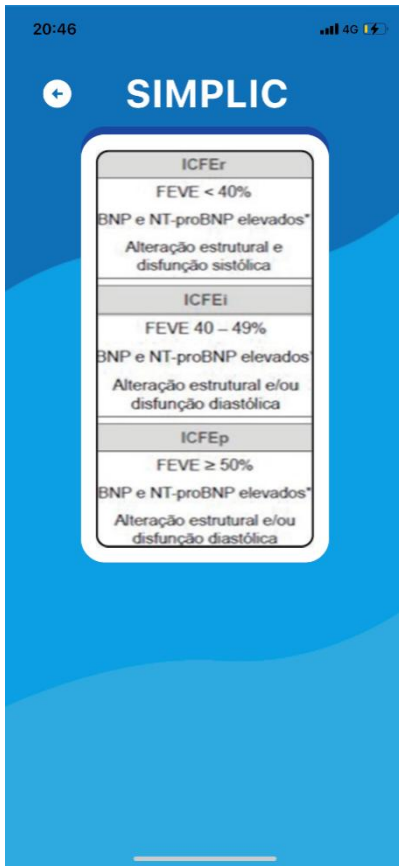 20:46
4G
SIMPLIC
ICFEr
FEVE < 40%
BNP e NT-proBNP elevados*
Alteração estrutural e
disfunção sistólica
ICFEi
FEVE 40 – 49%
BNP e NT-proBNP elevados*
Alteração estrutural e/ou
disfunção diastólica
ICFEp
FEVE ≥ 50%
BNP e NT-proBNP elevados*
Alteração estrutural e/ou
disfunção diastólica